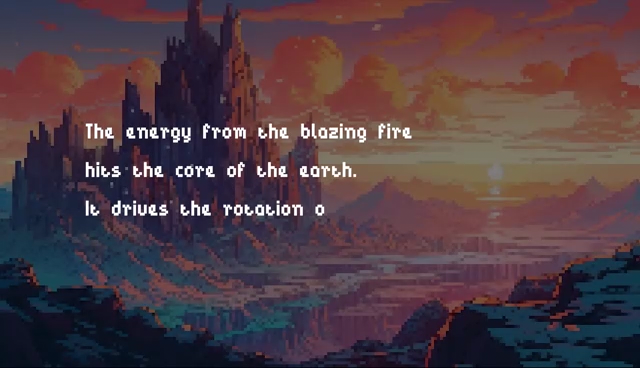 The energy from the blazing fire
hits the core of the earth.
It drives the rotation o